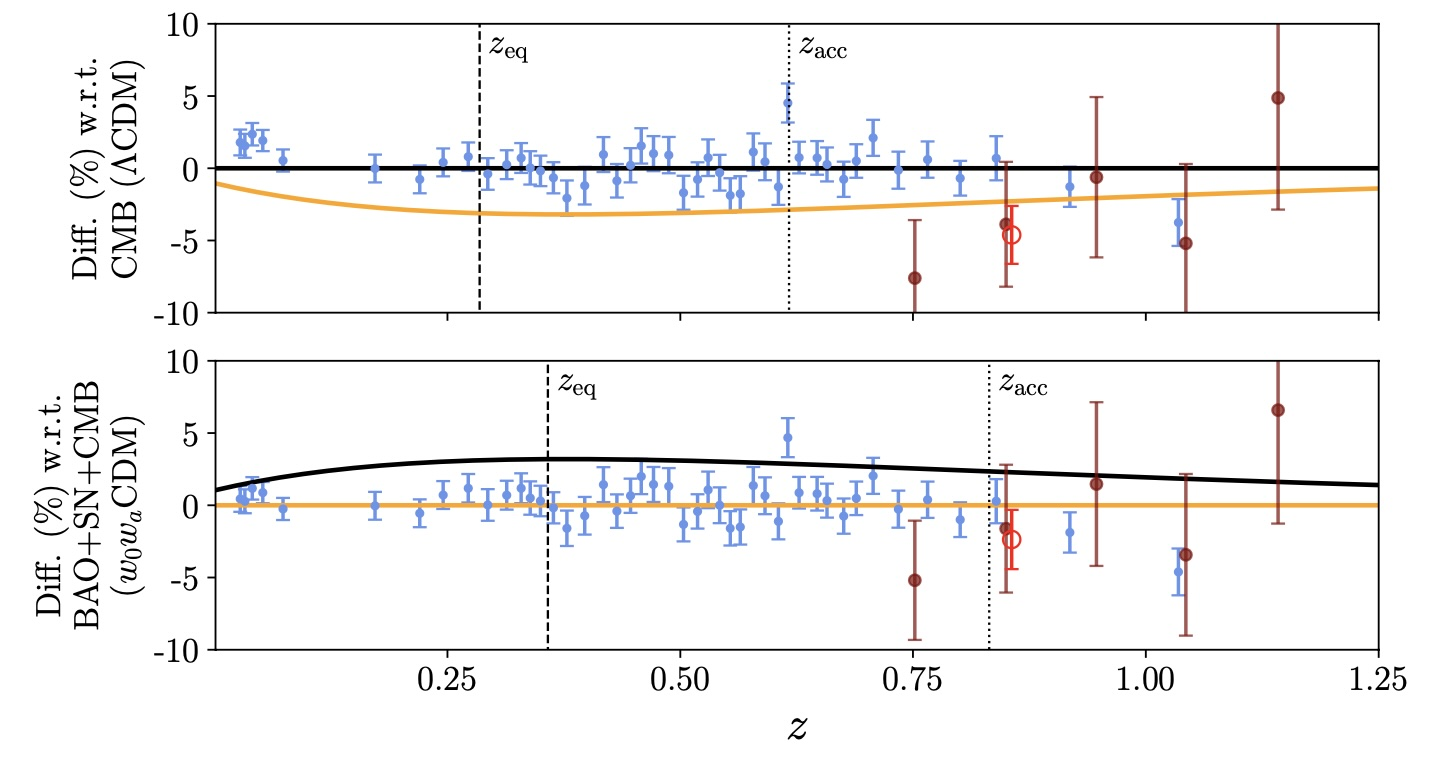 Diff. (%) w.r.t.
CMB (ΛCDM)
10
5
0
-5
-10
z_eq
z_acc
Diff. (%) w.r.t.
BAO+SN+CMB
(w_0w_aCDM)
10
5
0
-5
-10
z_eq
z_acc
0.25 0.50 0.75 1.00 1.25
z